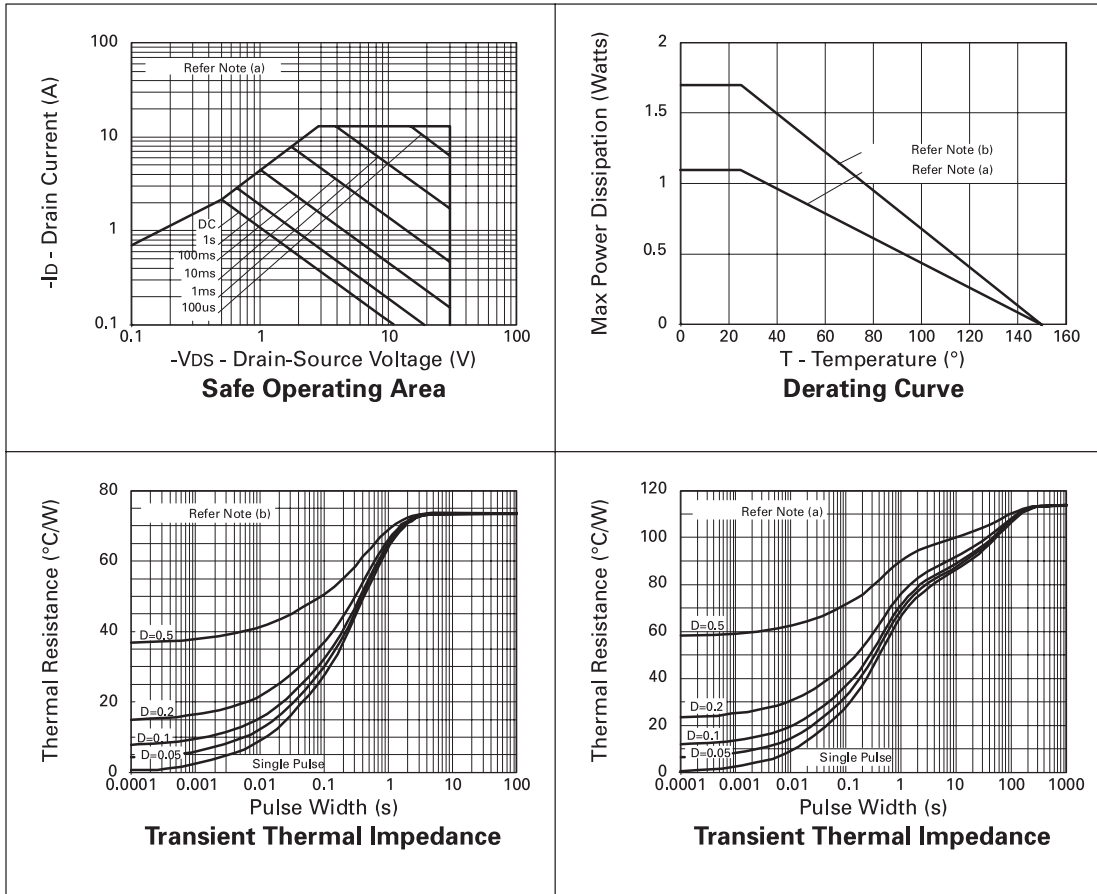 100
10
1
0.1
-ID - Drain Current (A)
Refer Note (a)
DC
1s
100ms
10ms
1ms
100us
0.1
1
10
100
-VDS - Drain-Source Voltage (V)
Safe Operating Area
2
1.5
1
0.5
0
Max Power Dissipation (Watts)
Refer Note (b)
Refer Note (a)
0
20
40
60
80
100
120
140
160
T - Temperature (°)
Derating Curve
80
60
40
20
0
Thermal Resistance (°C/W)
Refer Note (b)
D=0.5
D=0.2
D=0.1
D=0.05
Single Pulse
0.0001
0.001
0.01
0.1
1
10
100
Pulse Width (s)
Transient Thermal Impedance
120
100
80
60
40
20
0
Thermal Resistance (°C/W)
Refer Note (a)
D=0.5
D=0.2
D=0.1
D=0.05
Single Pulse
0.0001
0.001
0.01
0.1
1
10
100
1000
Pulse Width (s)
Transient Thermal Impedance